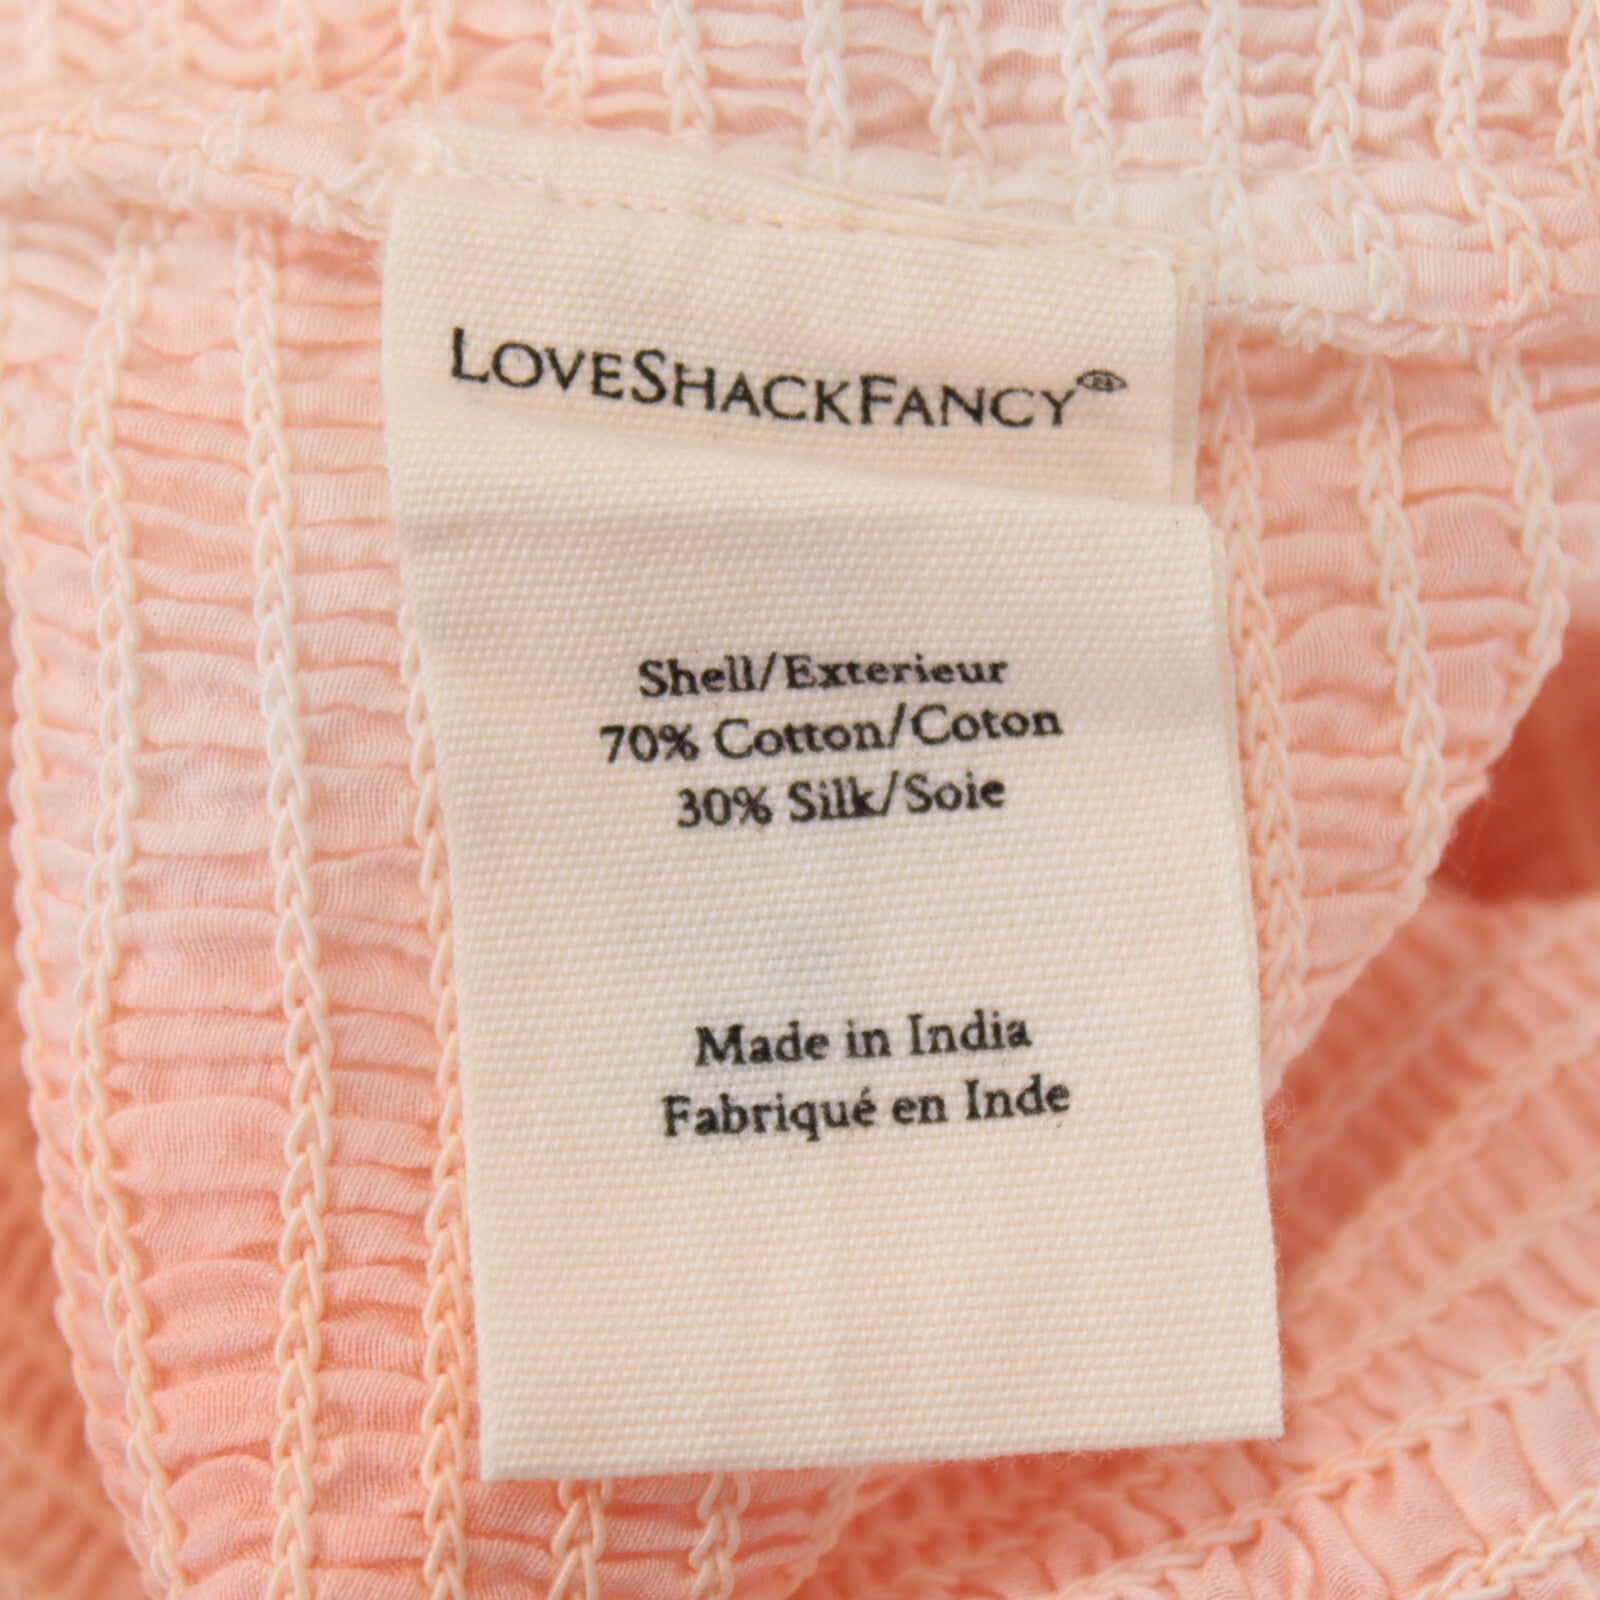 LOVESHACKFANCY
Shell/Exterieur
70% Cotton/Coton
30% Silk/Soie
Made in India
Fabriqué en Inde